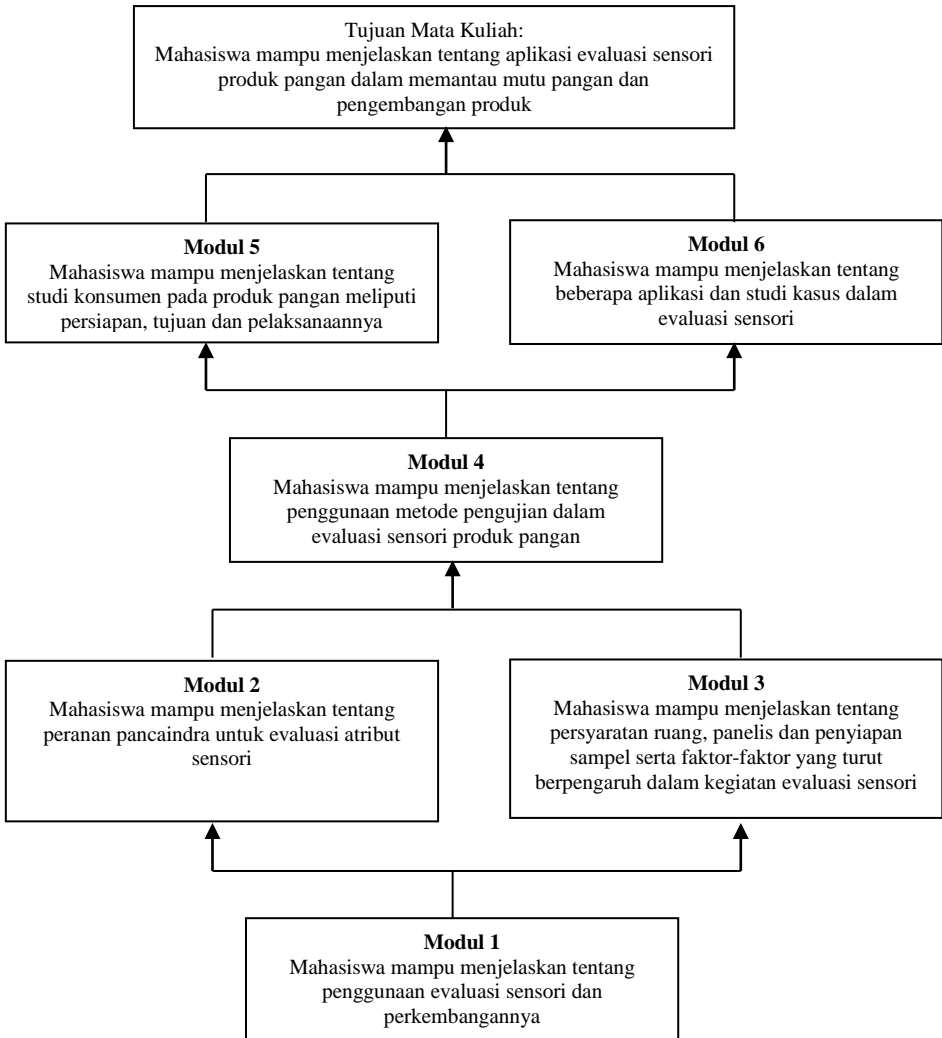 Tujuan Mata Kuliah:
Mahasiswa mampu menjelaskan tentang aplikasi evaluasi sensori
produk pangan dalam memantau mutu pangan dan
pengembangan produk
Modul 5
Mahasiswa mampu menjelaskan tentang
studi konsumen pada produk pangan meliputi
persiapan, tujuan dan pelaksanaannya
Modul 6
Mahasiswa mampu menjelaskan tentang
beberapa aplikasi dan studi kasus dalam
evaluasi sensori
Modul 4
Mahasiswa mampu menjelaskan tentang
penggunaan metode pengujian dalam
evaluasi sensori produk pangan
Modul 2
Mahasiswa mampu menjelaskan tentang
peranan pancaindra untuk evaluasi atribut
sensori
Modul 3
Mahasiswa mampu menjelaskan tentang
persyaratan ruang, panelis dan penyiapan
sampel serta faktor-faktor yang turut
berpengaruh dalam kegiatan evaluasi sensori
Modul 1
Mahasiswa mampu menjelaskan tentang
penggunaan evaluasi sensori dan
perkembangannya